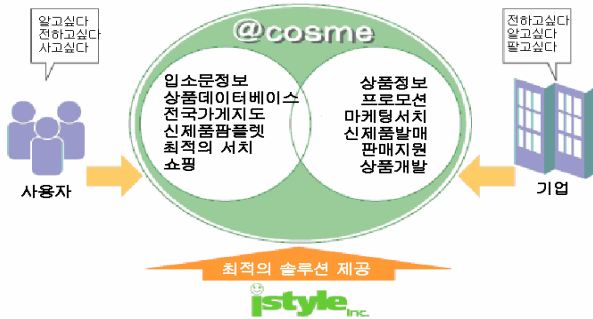 알고싶다
전하고싶다
사고싶다
전하고싶다
알고싶다
팔고싶다
@cosme
입소문정보
상품데이터베이스
전국가게지도
신제품팜플렛
최적의 서치
쇼핑
상품정보
프로모션
마케팅서치
신제품발매
판매지원
상품개발
사용자
기업
최적의 솔루션 제공
istyle Inc.